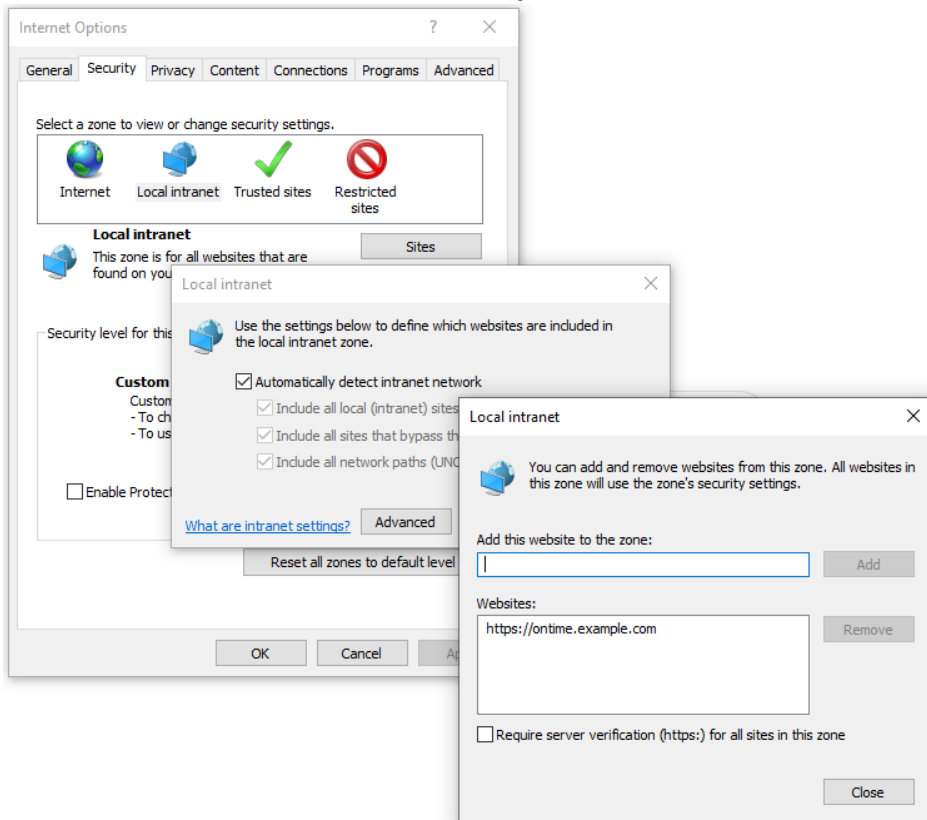 Internet Options
?
General Security Privacy Content Connections Programs Advanced
Select a zone to view or change security settings.
Internet
Local intranet
Trusted sites
Restricted
sites
Local intranet
This zone is for all websites that are
found on you
Sites
Security level for this
Custom
Custom
- To ch
- To us
Enable Protect
Reset all zones to default level
OK
Cancel
Ap
Local intranet
Use the settings below to define which websites are included in
the local intranet zone.
Automatically detect intranet network
Include all local (intranet) sites
Include all sites that bypass th
Include all network paths (UNC
What are intranet settings?
Advanced
Local intranet
You can add and remove websites from this zone. All websites in
this zone will use the zone's security settings.
Add this website to the zone:
Add
Websites:
https://ontime.example.com
Remove
Require server verification (https:) for all sites in this zone
Close